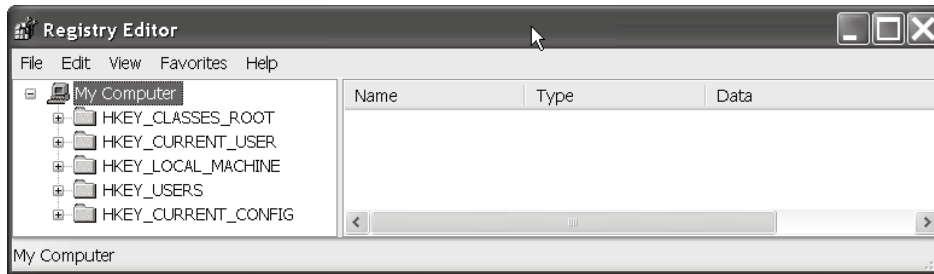 Registry Editor
File Edit View Favorites Help
My Computer
HKEY_CLASSES_ROOT
HKEY_CURRENT_USER
HKEY_LOCAL_MACHINE
HKEY_USERS
HKEY_CURRENT_CONFIG
Name Type Data
My Computer